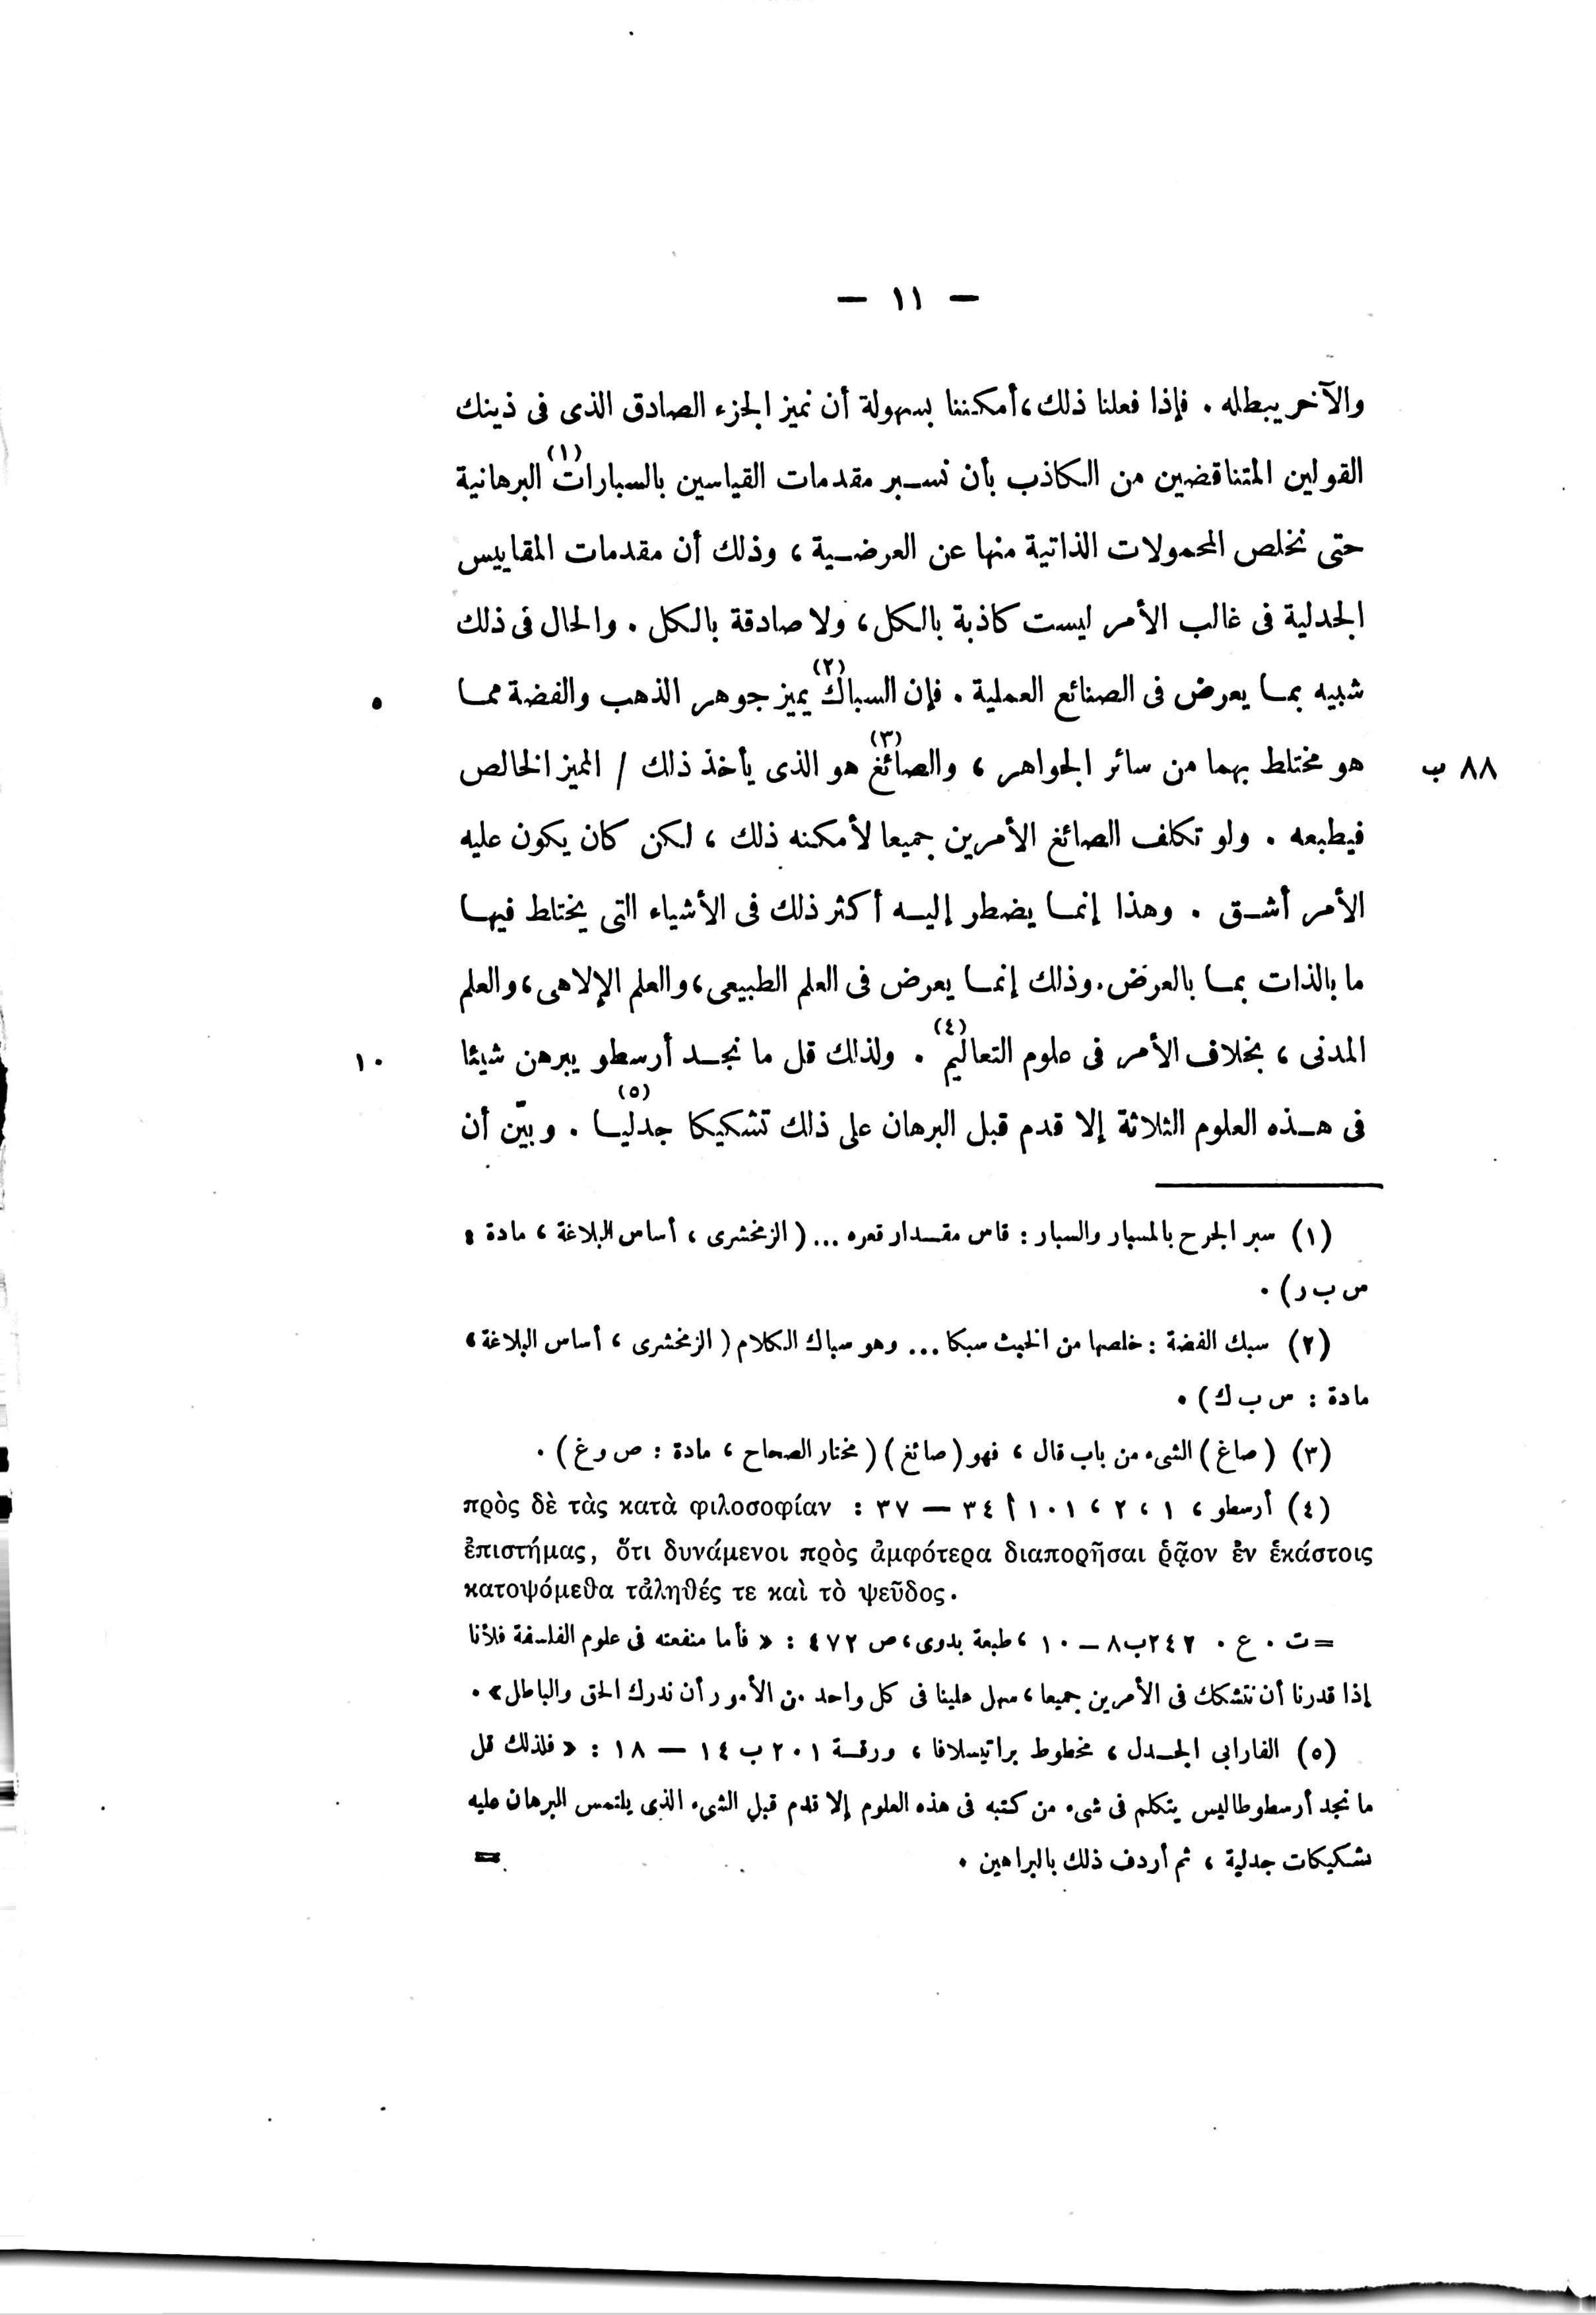 — ١١ —
والآخر يبطله . فإذا فعلنا ذلك، أمكننا بسهولة أن نميز الجزء الصادق الذى فى ذينك
القولين المتناقضين من الكاذب بأن نسبر مقدمات القياسين بالسبارات (١) البرهانية
حتى نخلص المحمولات الذاتية منها عن العرضية ، وذلك أن مقدمات المقاييس
الجدلية فى غالب الأمر ليست كاذبة بالكل، ولا صادقة بالكل . والحال فى ذلك
شبيه بما يعرض فى الصنائع العملية . فإن السباك (٢) يميز جوهر الذهب والفضة مما ٥
٨٨ ب هو مختلط بهما من سائر الجواهر ، والصائغ (٣) هو الذى يأخذ ذلك / المميز الخالص
فيطبعه . ولو تكلف الصائغ الأمرين جميعا لأمكنه ذلك ، لكن كان يكون عليه
الأمر أشق . وهذا إنما يضطر إليه أكثر ذلك فى الأشياء التى يختلط فيها
ما بالذات بما بالعرض . وذلك إنما يعرض فى العلم الطبيعى، والعلم الإلاهى، والعلم
المدنى ، بخلاف الأمر فى علوم التعاليم (٤) . ولذلك قل ما نجد أرسطو يبرهن شيئا ١٠
فى هذه العلوم الثلاثة إلا قدم قبل البرهان على ذلك تشكيكا جدليا (٥) . وبيّن أن
(١) سبر الجرح بالمسبار والسبار : قاس مقدار قعره ... ( الزمخشرى ، أساس البلاغة ، مادة :
س ب ر ) .
(٢) سبك الفضة : خلصها من الخبث سبكا ... وهو سباك الكلام ( الزمخشرى ، أساس البلاغة ،
مادة : س ب ك ) .
(٣) ( صاغ ) الشىء من باب قال ، فهو ( صائغ ) ( مختار الصحاح ، مادة : ص و غ ) .
(٤) أرسطو ، ١ ، ٢ ، ١٠١ أ ٣٤ — ٣٧ : πρὸς δὲ τὰς κατὰ φιλοσοφίαν
ἐπιστήμας, ὅτι δυνάμενοι πρὸς ἀμφότερα διαπορῆσαι ῥᾷον ἐν ἑκάστοις
κατοψόμεθα τἀληθές τε καὶ τὸ ψεῦδος.
= ت . ع . ٢٤٢ب٨ – ١٠ ، طبعة بدوى، ص ٤٧٢ : « فأما منفعته فى علوم الفلسفة فلأنا
إذا قدرنا أن نتشكك فى الأمرين جميعا ، سهل علينا فى كل واحد من الأمور أن ندرك الحق والباطل» .
(٥) الفارابى الجدل ، مخطوط براتيسلافا ، ورقة ٢٠١ ب ١٤ — ١٨ : « فلذلك قل
ما نجد أرسطوطاليس يتكلم فى شىء من كتبه فى هذه العلوم إلا قدم قبل الشىء الذى يلتمس البرهان عليه
تشكيكات جدلية ، ثم أردف ذلك بالبراهين . =